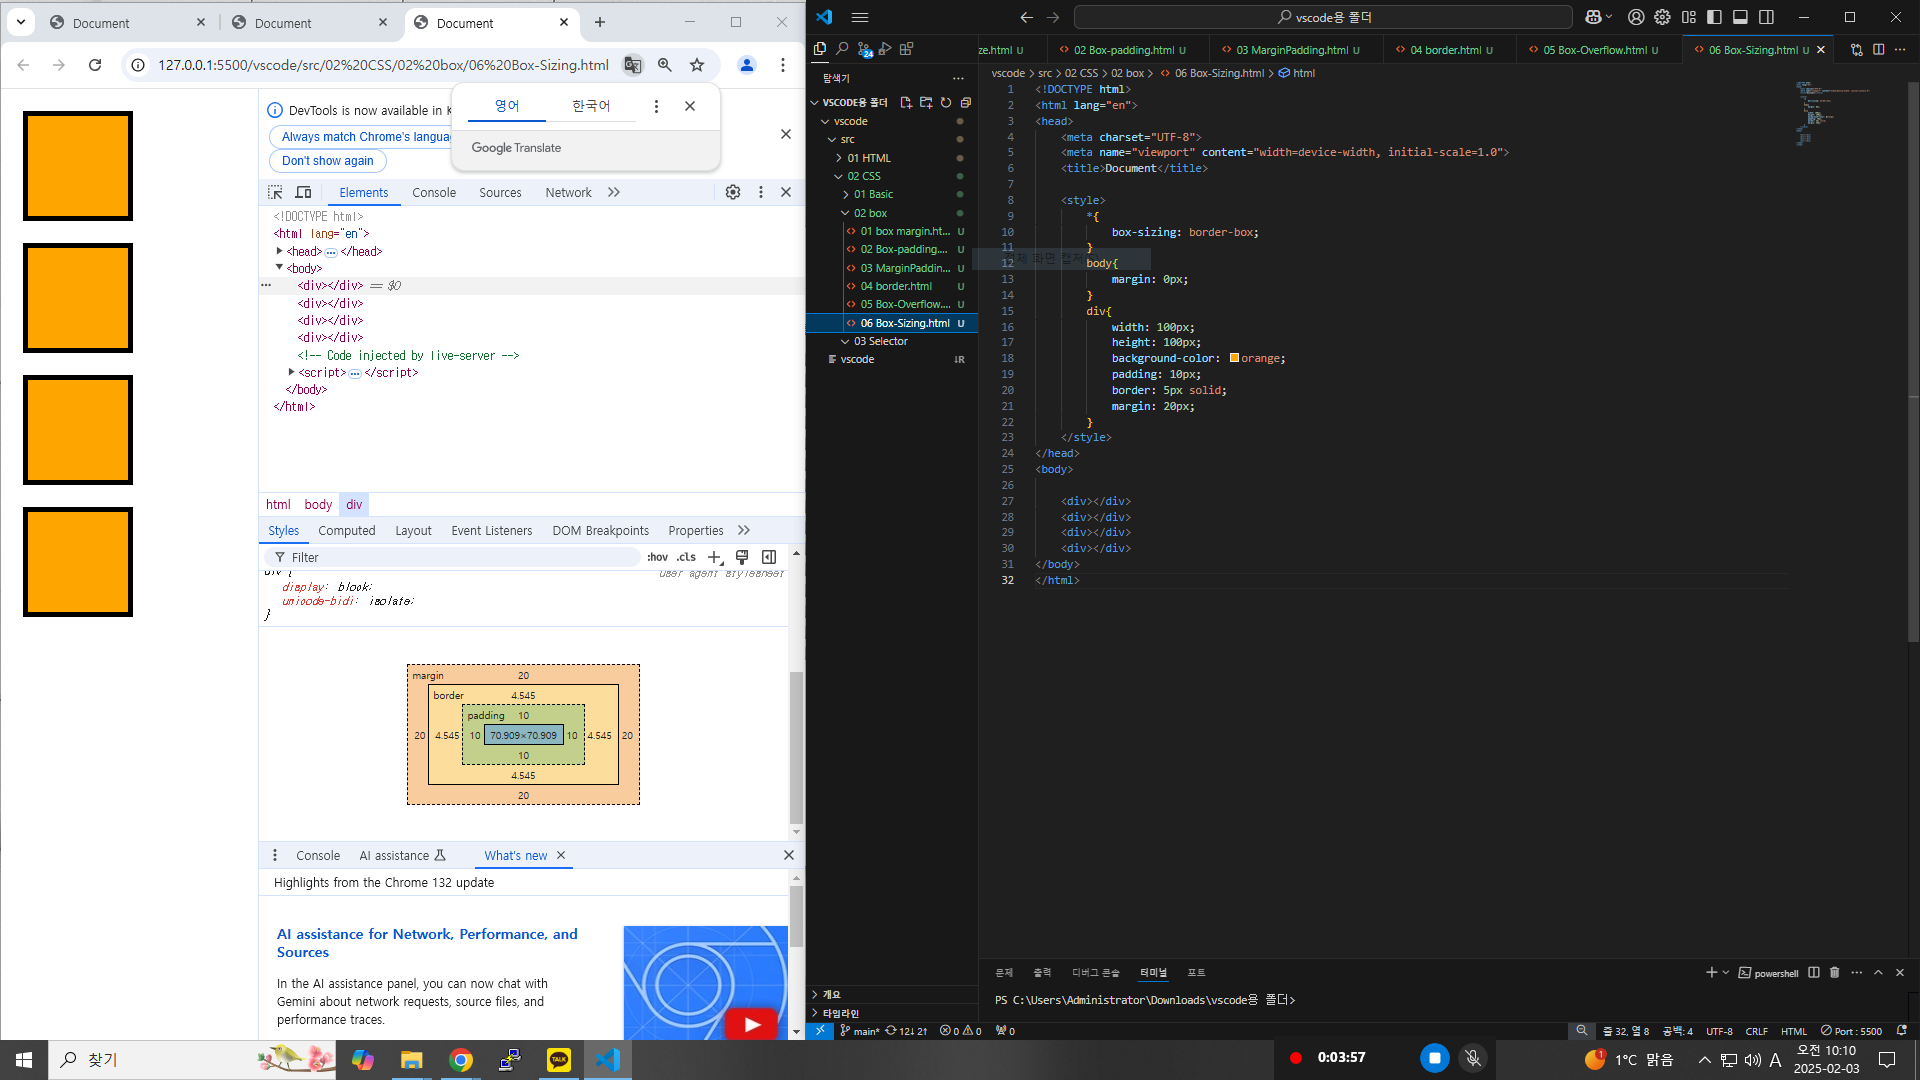 Document
Document
Document
127.0.0.1:5500/vscode/src/02%20CSS/02%20box/06%20Box-Sizing.html
영어
한국어
Google Translate
DevTools is now available in K
Always match Chrome's langua
Don't show again
Elements
Console
Sources
Network
<!DOCTYPE html>
<html lang="en">
<head> ⋯ </head>
<body>
<div></div> == $0
<div></div>
<div></div>
<div></div>
<!-- Code injected by live-server -->
<script> ⋯ </script>
</body>
</html>
html body div
Styles
Computed
Layout
Event Listeners
DOM Breakpoints
Properties
Filter
:hov .cls
div {
user agent stylesheet
display: block;
unicode-bidi: isolate;
}
margin 20
border 4.545
padding 10
20 4.545 10 70.909×70.909 10 4.545 20
10
4.545
20
Console
AI assistance
What's new
Highlights from the Chrome 132 update
AI assistance for Network, Performance, and
Sources
In the AI assistance panel, you can now chat with
Gemini about network requests, source files, and
performance traces.
vscode용 폴더
24
ze.html U
02 Box-padding.html U
03 MarginPadding.html U
04 border.html U
05 Box-Overflow.html U
06 Box-Sizing.html U
탐색기
VSCODE용 폴더
vscode
src
01 HTML
02 CSS
01 Basic
02 box
01 box margin.ht... U
02 Box-padding.... U
03 MarginPaddin... U
04 border.html U
05 Box-Overflow.... U
06 Box-Sizing.html U
03 Selector
vscode ↓R
개요
타임라인
vscode > src > 02 CSS > 02 box > 06 Box-Sizing.html > html
1 <!DOCTYPE html>
2 <html lang="en">
3 <head>
4 <meta charset="UTF-8">
5 <meta name="viewport" content="width=device-width, initial-scale=1.0">
6 <title>Document</title>
7
8 <style>
9 *{
10 box-sizing: border-box;
11 }
12 body{
13 margin: 0px;
14 }
15 div{
16 width: 100px;
17 height: 100px;
18 background-color: orange;
19 padding: 10px;
20 border: 5px solid;
21 margin: 20px;
22 }
23 </style>
24 </head>
25 <body>
26
27 <div></div>
28 <div></div>
29 <div></div>
30 <div></div>
31 </body>
32 </html>
문제
출력
디버그 콘솔
터미널
포트
powershell
PS C:\Users\Administrator\Downloads\vscode용 폴더>
main* 12↓ 2↑ 0 0 0
줄 32, 열 8
공백: 4
UTF-8
CRLF
HTML
Port : 5500
찾기
TALK
0:03:57
1
1°C 맑음
A
오전 10:10
2025-02-03